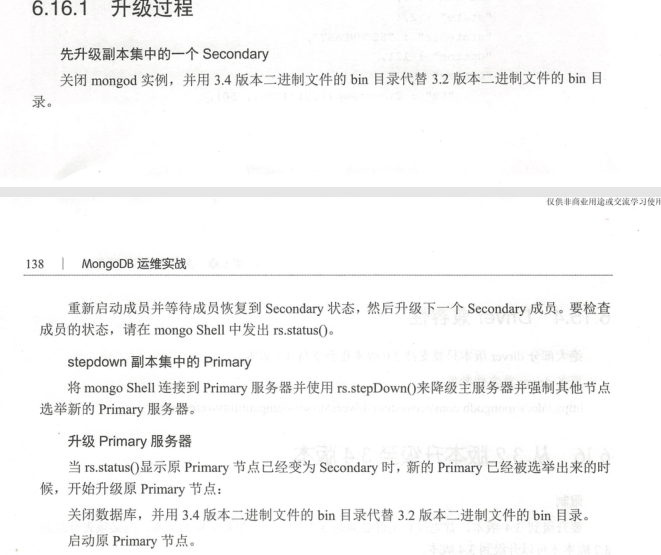 6.16.1 升级过程
先升级副本集中的一个 Secondary
关闭 mongod 实例，并用 3.4 版本二进制文件的 bin 目录代替 3.2 版本二进制文件的 bin 目
录。
仅供非商业用途或交流学习使用
138 | MongoDB 运维实战
重新启动成员并等待成员恢复到 Secondary 状态，然后升级下一个 Secondary 成员。要检查
成员的状态，请在 mongo Shell 中发出 rs.status()。
stepdown 副本集中的 Primary
将 mongo Shell 连接到 Primary 服务器并使用 rs.stepDown()来降级主服务器并强制其他节点
选举新的 Primary 服务器。
升级 Primary 服务器
当 rs.status()显示原 Primary 节点已经变为 Secondary 时，新的 Primary 已经被选举出来的时
候，开始升级原 Primary 节点：
关闭数据库，并用 3.4 版本二进制文件的 bin 目录代替 3.2 版本二进制文件的 bin 目录。
启动原 Primary 节点。